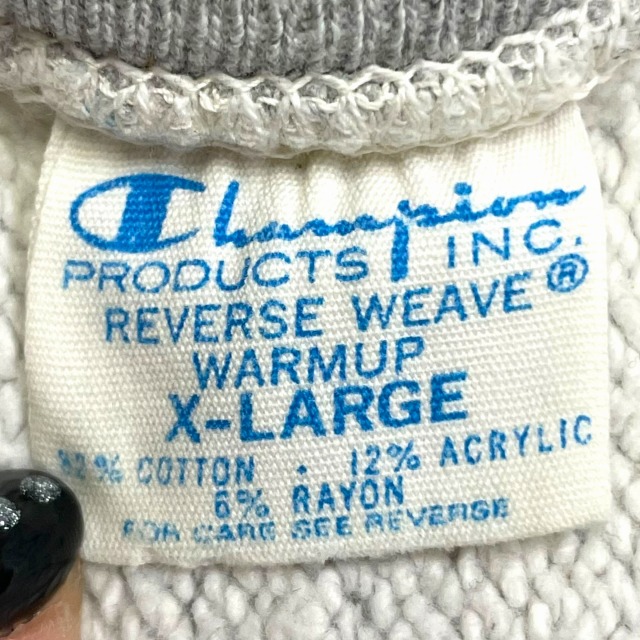 Champion
PRODUCTS INC.
REVERSE WEAVE®
WARMUP
X-LARGE
82% COTTON · 12% ACRYLIC
6% RAYON
FOR CARE SEE REVERSE